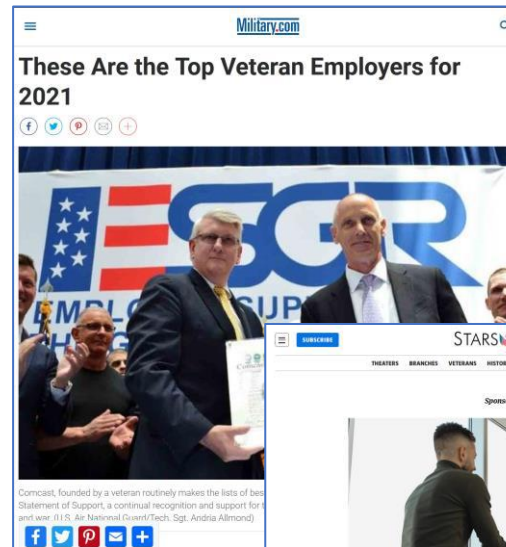 Military.com
These Are the Top Veteran Employers for
2021
ESGR
SUBSCRIBE
STARS
THEATERS BRANCHES VETERANS HISTOR
Spons
Comcast, founded by a veteran routinely makes the lists of bes
Statement of Support, a continual recognition and support for t
and war. (U.S. Air National Guard/Tech. Sgt. Andria Allmond)